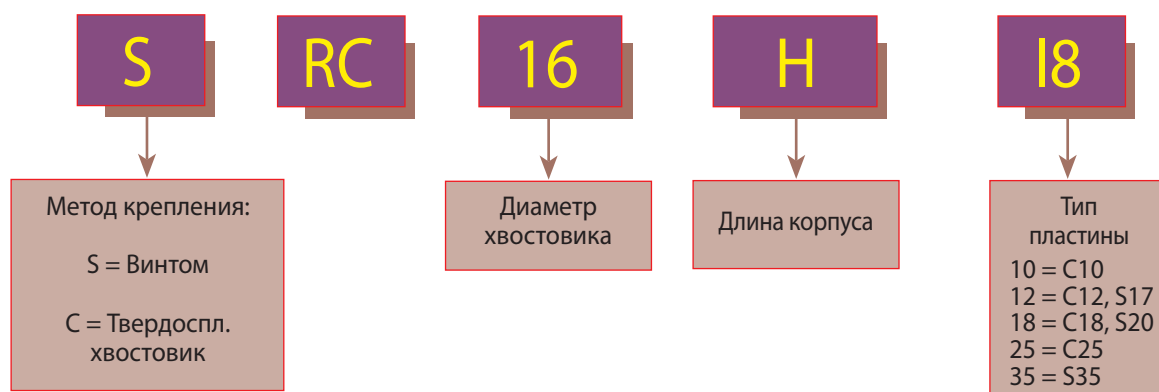 S RC 16 H I8
Метод крепления:
S = Винтом
C = Твердоспл.
хвостовик
Диаметр
хвостовика
Длина корпуса
Тип
пластины
10 = C10
12 = C12, S17
18 = C18, S20
25 = C25
35 = S35